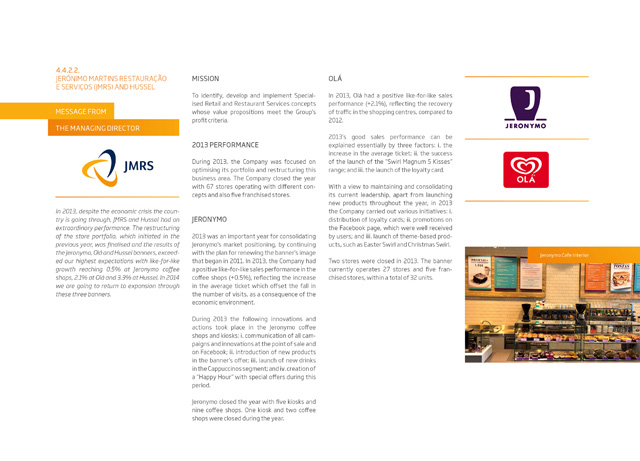 4.4.2.2.
JERÓNIMO MARTINS RESTAURAÇÃO
E SERVIÇOS (JMRS) AND HUSSEL
MESSAGE FROM
THE MANAGING DIRECTOR
JMRS
In 2013, despite the economic crisis the coun-
try is going through, JMRS and Hussel had an
extraordinary performance. The restructuring
of the store portfolio, which initiated in the
previous year, was finalised and the results of
the Jeronymo, Olá and Hussel banners, exceed-
ed our highest expectations with like-for-like
growth reaching 0.5% at Jeronymo coffee
shops, 2.1% at Olá and 3.3% at Hussel. In 2014
we are going to return to expansion through
these three banners.
MISSION
To identify, develop and implement Special-
ised Retail and Restaurant Services concepts
whose value propositions meet the Group's
profit criteria.
2013 PERFORMANCE
During 2013, the Company was focused on
optimising its portfolio and restructuring this
business area. The Company closed the year
with 67 stores operating with different con-
cepts and also five franchised stores.
JERONYMO
2013 was an important year for consolidating
Jeronymo's market positioning, by continuing
with the plan for renewing the banner's image
that began in 2011. In 2013, the Company had
a positive like-for-like sales performance in the
coffee shops (+0.5%), reflecting the increase
in the average ticket which offset the fall in
the number of visits, as a consequence of the
economic environment.
During 2013 the following innovations and
actions took place in the Jeronymo coffee
shops and kiosks: i. communication of all cam-
paigns and innovations at the point of sale and
on Facebook; ii. introduction of new products
in the banner's offer; iii. launch of new drinks
in the Cappuccinos segment; and iv. creation of
a "Happy Hour" with special offers during this
period.
Jeronymo closed the year with five kiosks and
nine coffee shops. One kiosk and two coffee
shops were closed during the year.
OLÁ
In 2013, Olá had a positive like-for-like sales
performance (+2.1%), reflecting the recovery
of traffic in the shopping centres, compared to
2012.
2013's good sales performance can be
explained essentially by three factors: i. the
increase in the average ticket; ii. the success
of the launch of the "Swirl Magnum 5 Kisses"
range; and iii. the launch of the loyalty card.
With a view to maintaining and consolidating
its current leadership, apart from launching
new products throughout the year, in 2013
the Company carried out various initiatives: i.
distribution of loyalty cards; ii. promotions on
the Facebook page, which were well received
by users; and iii. launch of theme-based prod-
ucts, such as Easter Swirl and Christmas Swirl.
Two stores were closed in 2013. The banner
currently operates 27 stores and five fran-
chised stores, within a total of 32 units.
JERONYMO
OLÁ
Jeronymo Cafe Interior